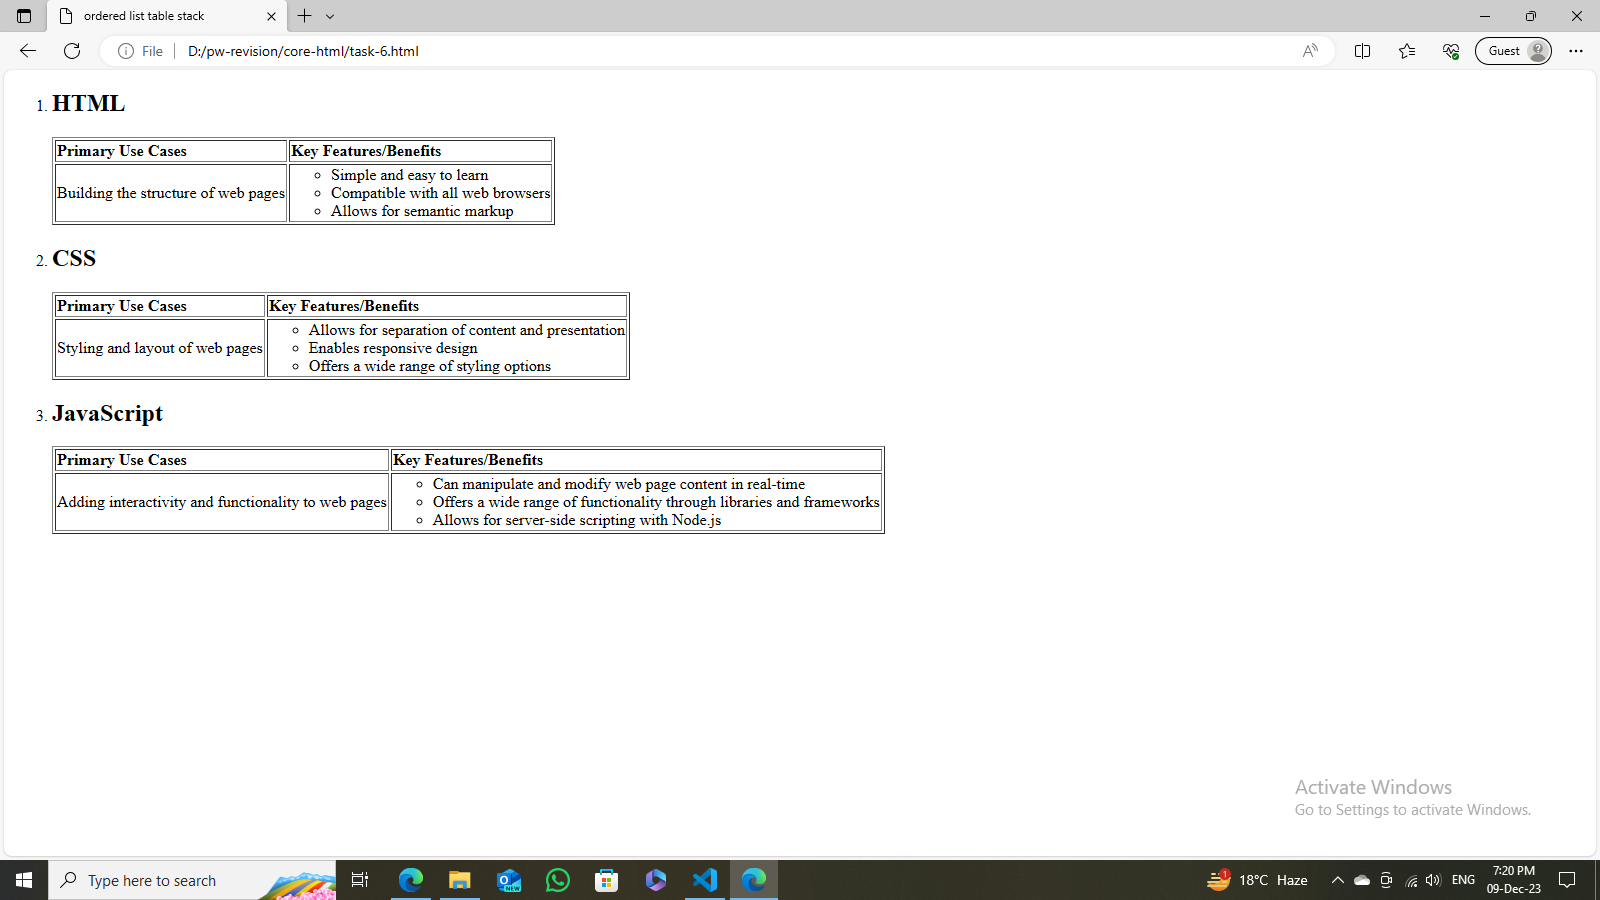 ordered list table stack
File
D:/pw-revision/core-html/task-6.html
Guest
1. HTML
Primary Use Cases Key Features/Benefits
Building the structure of web pages
Simple and easy to learn
Compatible with all web browsers
Allows for semantic markup
2. CSS
Primary Use Cases Key Features/Benefits
Styling and layout of web pages
Allows for separation of content and presentation
Enables responsive design
Offers a wide range of styling options
3. JavaScript
Primary Use Cases Key Features/Benefits
Adding interactivity and functionality to web pages
Can manipulate and modify web page content in real-time
Offers a wide range of functionality through libraries and frameworks
Allows for server-side scripting with Node.js
Activate Windows
Go to Settings to activate Windows.
Type here to search
NEW
1
18°C Haze
ENG
7:20 PM
09-Dec-23